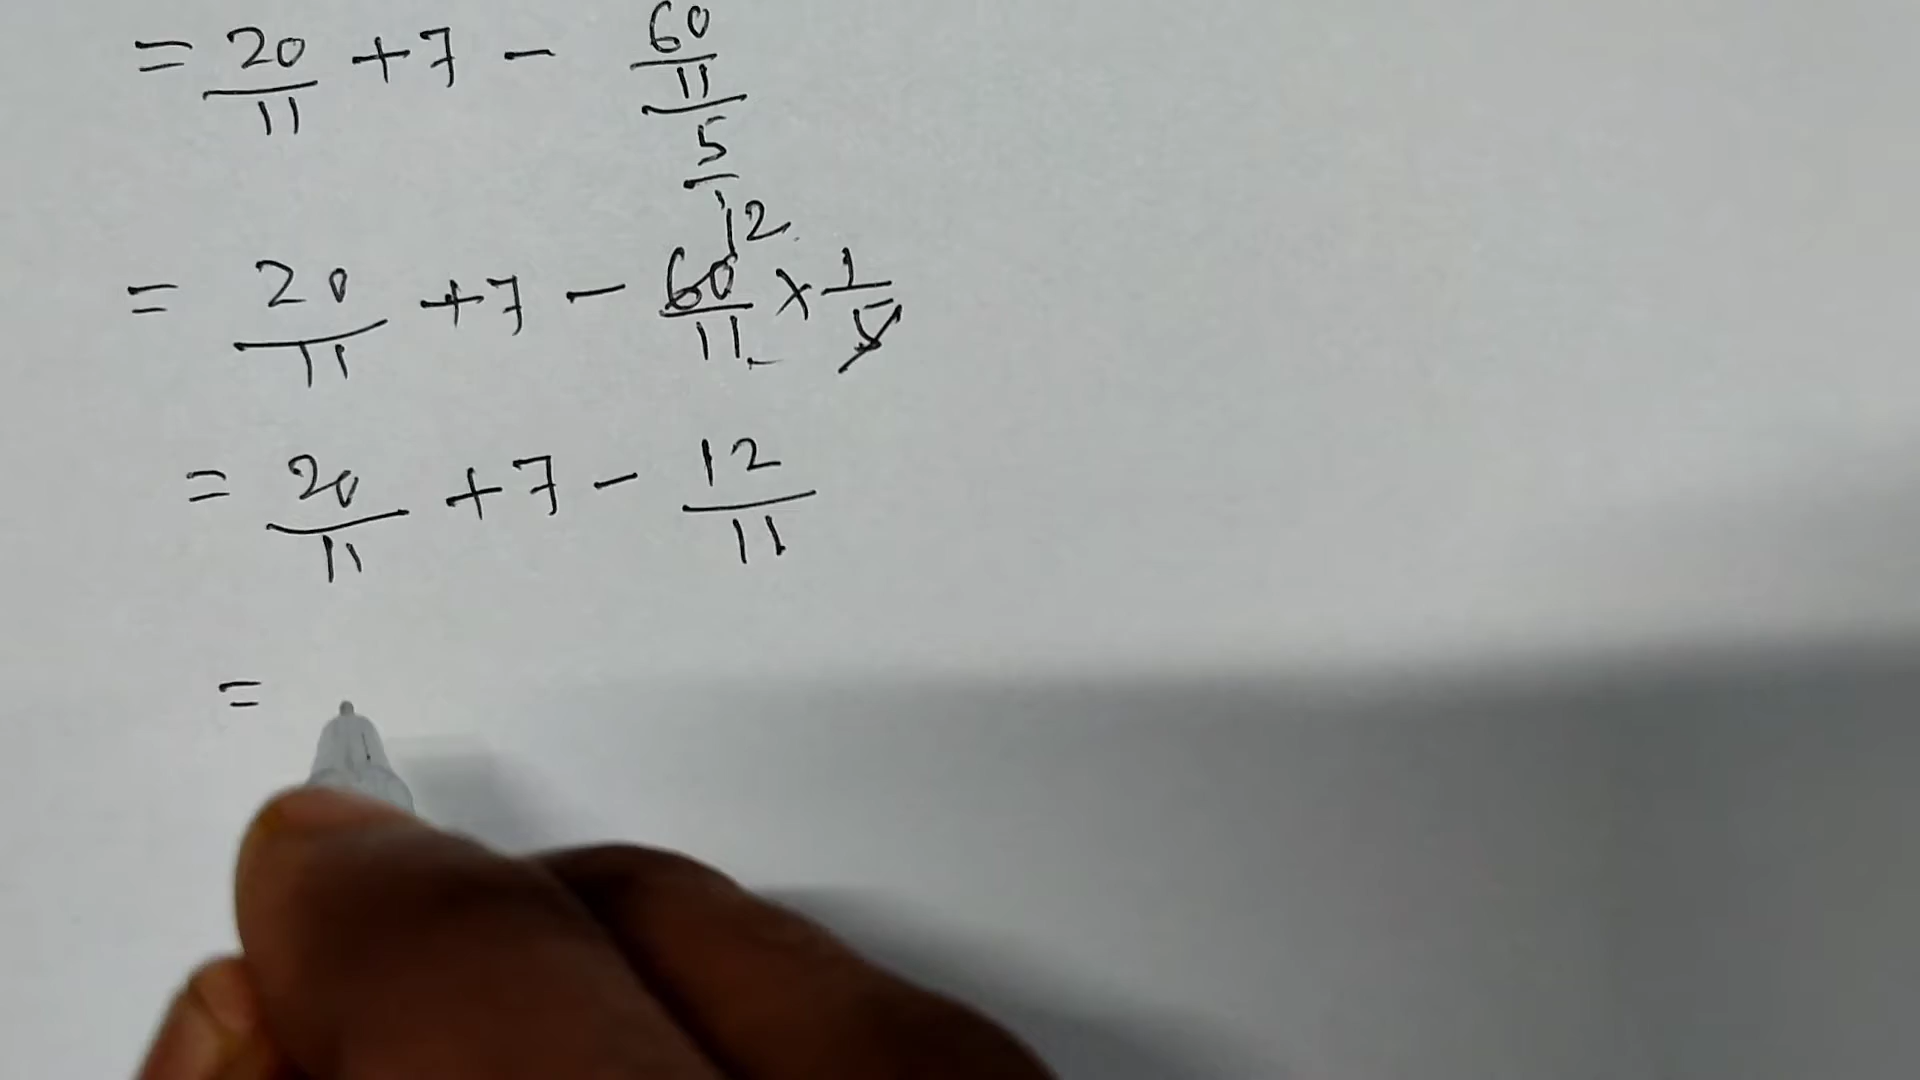 = 20/11 + 7 - 60/11/5/1
= 20/11 + 7 - 60/11 × 1/5 12
= 20/11 + 7 - 12/11
=